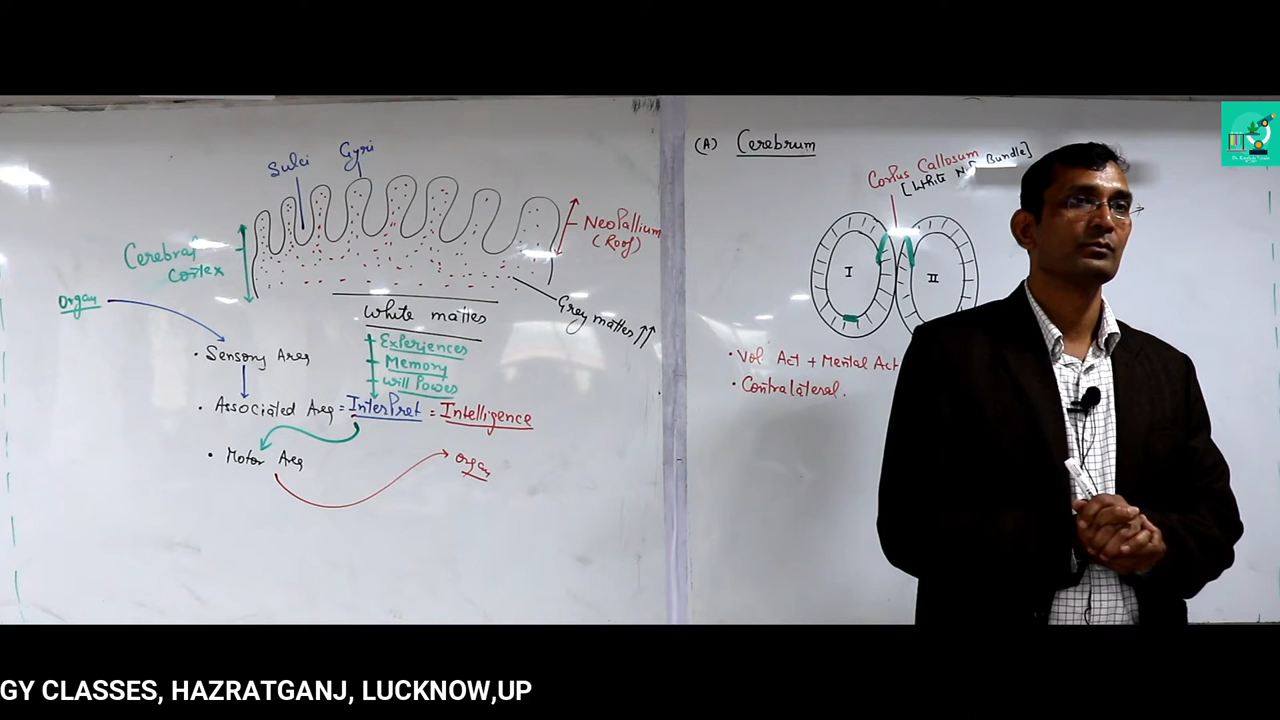 Sulci Gyri
Cerebral
Cortex
NeoPallium
(Roof)
Organ
White matter
Grey matter ↑↑
Experiences
Memory
Will Power
• Sensory Area
• Associated Area = InterPret = Intelligence
• Motor Area
Organ
(A) Cerebrum
Corpus Callosum
[White N.F Bundle]
I II
• Vol. Act + Mental Act
• Contralateral.
GY CLASSES, HAZRATGANJ, LUCKNOW,UP